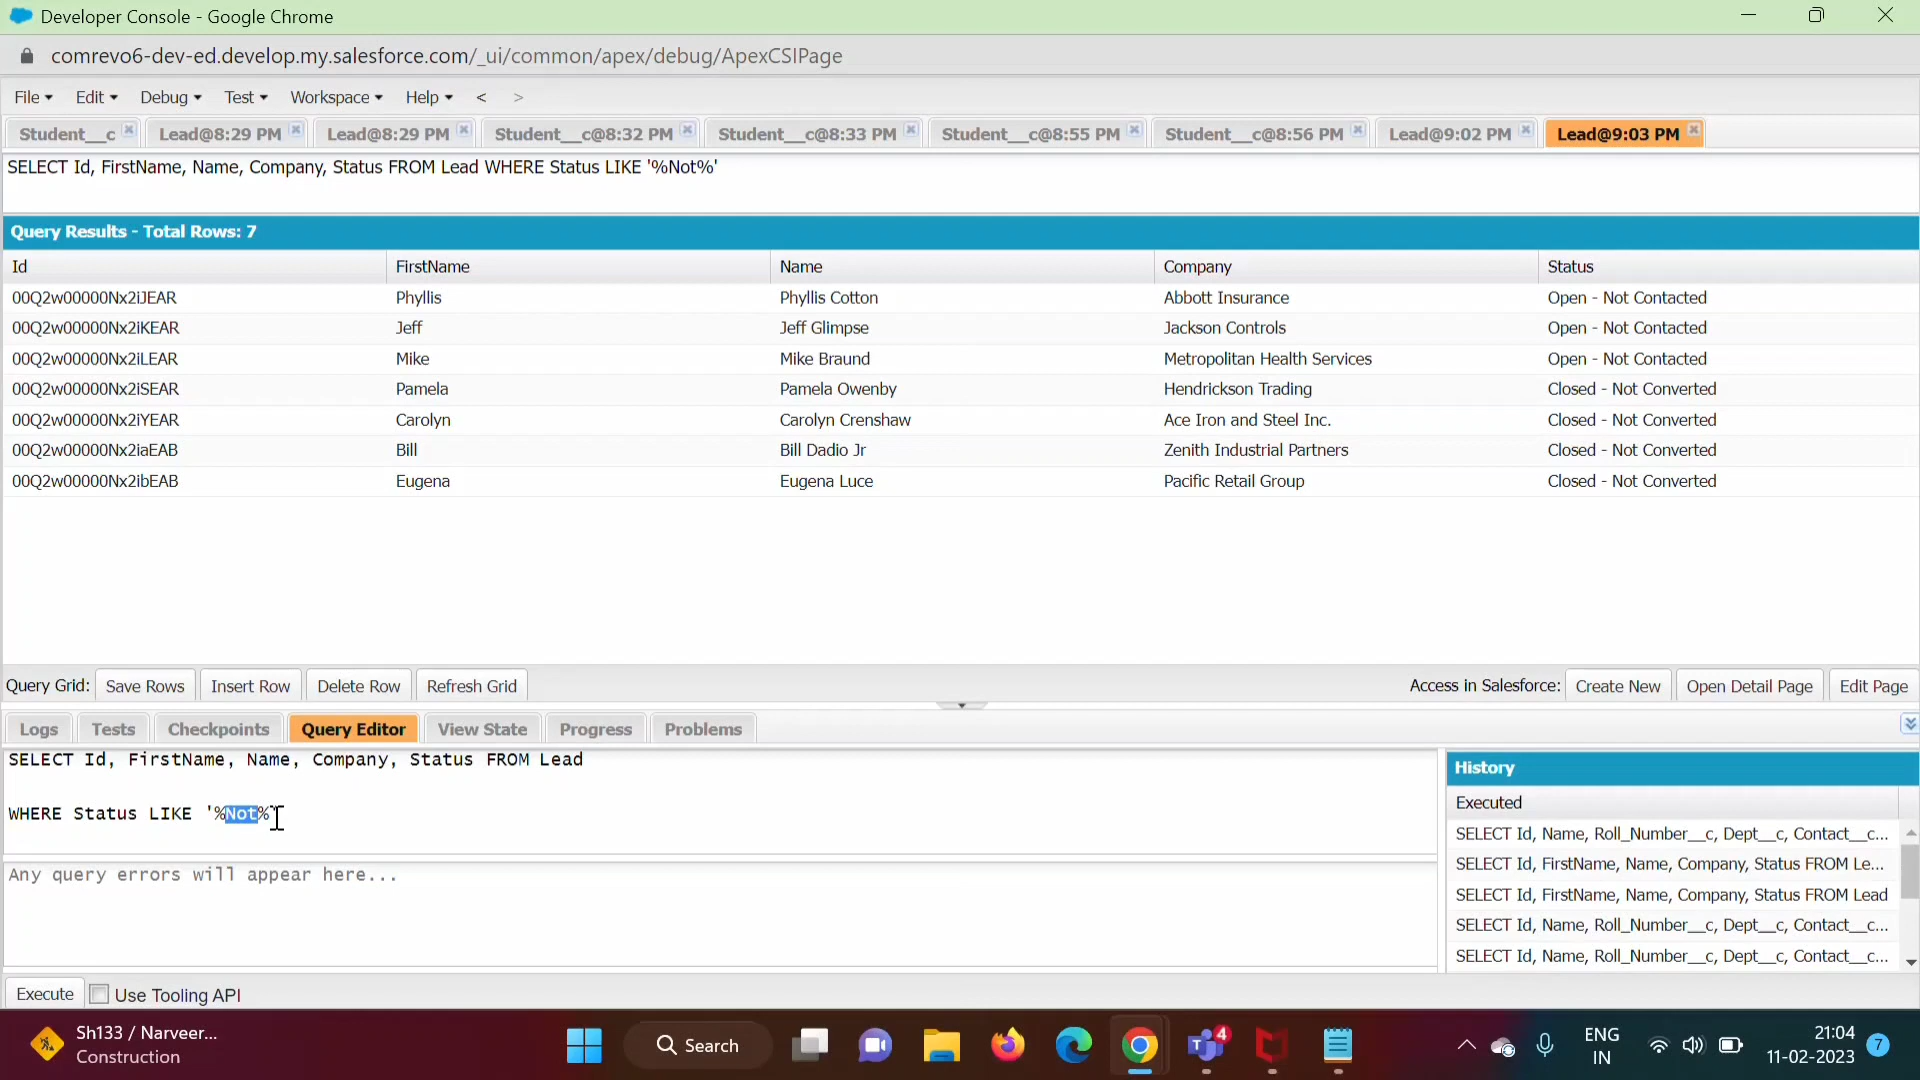 Developer Console - Google Chrome
comrevo6-dev-ed.develop.my.salesforce.com/_ui/common/apex/debug/ApexCSIPage
File Edit Debug Test Workspace Help < >
Student__c Lead@8:29 PM Lead@8:29 PM Student__c@8:32 PM Student__c@8:33 PM Student__c@8:55 PM Student__c@8:56 PM Lead@9:02 PM Lead@9:03 PM
SELECT Id, FirstName, Name, Company, Status FROM Lead WHERE Status LIKE '%Not%'
Query Results - Total Rows: 7
Id FirstName Name Company Status
00Q2w00000Nx2iJEAR Phyllis Phyllis Cotton Abbott Insurance Open - Not Contacted
00Q2w00000Nx2iKEAR Jeff Jeff Glimpse Jackson Controls Open - Not Contacted
00Q2w00000Nx2iLEAR Mike Mike Braund Metropolitan Health Services Open - Not Contacted
00Q2w00000Nx2iSEAR Pamela Pamela Owenby Hendrickson Trading Closed - Not Converted
00Q2w00000Nx2iYEAR Carolyn Carolyn Crenshaw Ace Iron and Steel Inc. Closed - Not Converted
00Q2w00000Nx2iaEAB Bill Bill Dadio Jr Zenith Industrial Partners Closed - Not Converted
00Q2w00000Nx2ibEAB Eugena Eugena Luce Pacific Retail Group Closed - Not Converted
Query Grid: Save Rows Insert Row Delete Row Refresh Grid Access in Salesforce: Create New Open Detail Page Edit Page
Logs Tests Checkpoints Query Editor View State Progress Problems
SELECT Id, FirstName, Name, Company, Status FROM Lead
WHERE Status LIKE '%Not%'
Any query errors will appear here...
History
Executed
SELECT Id, Name, Roll_Number__c, Dept__c, Contact__c...
SELECT Id, FirstName, Name, Company, Status FROM Le...
SELECT Id, FirstName, Name, Company, Status FROM Lead
SELECT Id, Name, Roll_Number__c, Dept__c, Contact__c...
SELECT Id, Name, Roll_Number__c, Dept__c, Contact__c...
Execute Use Tooling API
Sh133 / Narveer...
Construction
Search
4
ENG
IN
21:04
11-02-2023
7